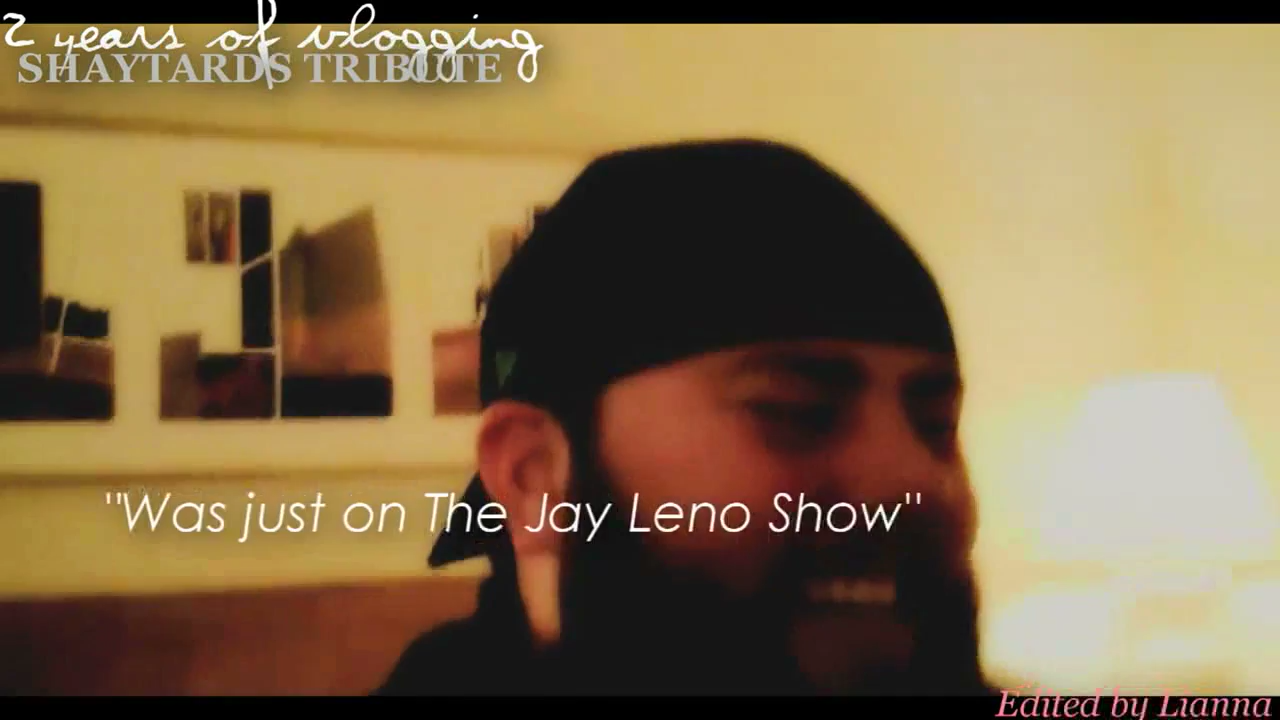 2 years of vlogging
SHAYTARDS TRIBUTE
"Was just on The Jay Leno Show"
Edited by Lianna